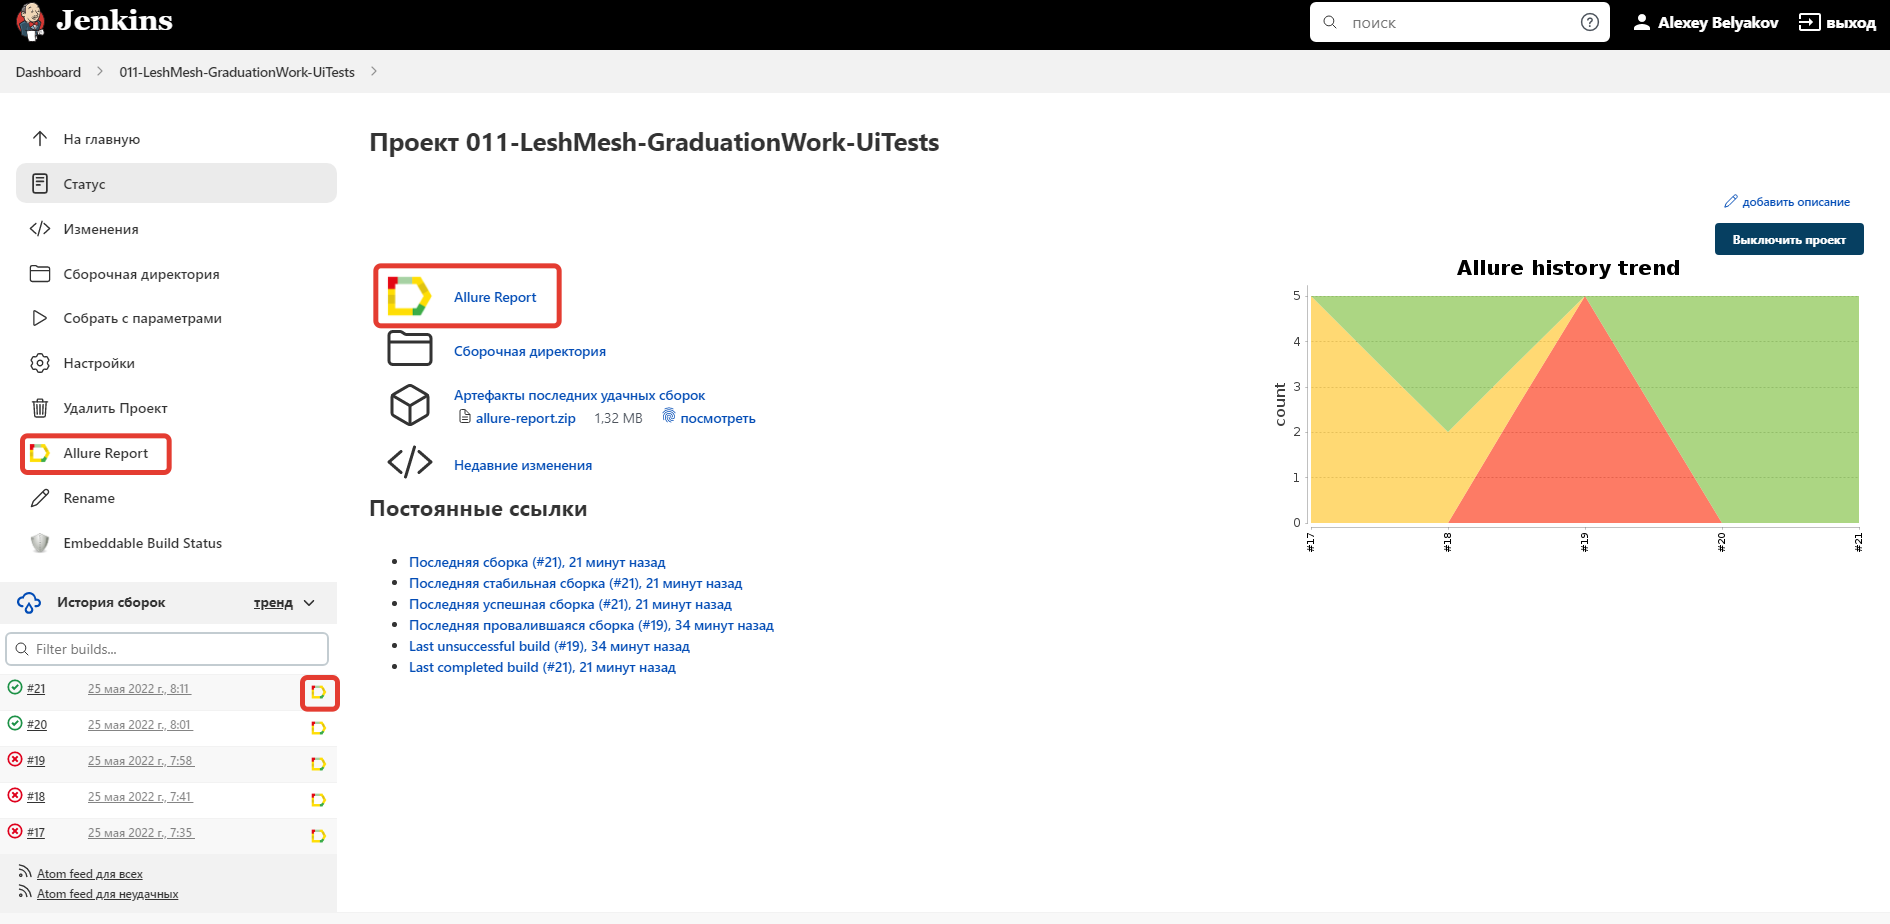 Jenkins
поиск
Alexey Belyakov
выход
Dashboard
011-LeshMesh-GraduationWork-UiTests
На главную
Статус
Изменения
Сборочная директория
Собрать с параметрами
Настройки
Удалить Проект
Allure Report
Rename
Embeddable Build Status
История сборок
тренд
Filter builds...
#21 25 мая 2022 г., 8:11
#20 25 мая 2022 г., 8:01
#19 25 мая 2022 г., 7:58
#18 25 мая 2022 г., 7:41
#17 25 мая 2022 г., 7:35
Atom feed для всех
Atom feed для неудачных
Проект 011-LeshMesh-GraduationWork-UiTests
добавить описание
Выключить проект
Allure Report
Сборочная директория
Артефакты последних удачных сборок
allure-report.zip 1,32 MB посмотреть
Недавние изменения
Постоянные ссылки
Последняя сборка (#21), 21 минут назад
Последняя стабильная сборка (#21), 21 минут назад
Последняя успешная сборка (#21), 21 минут назад
Последняя провалившаяся сборка (#19), 34 минут назад
Last unsuccessful build (#19), 34 минут назад
Last completed build (#21), 21 минут назад
Allure history trend
count
5
4
3
2
1
0
#17
#18
#19
#20
#21